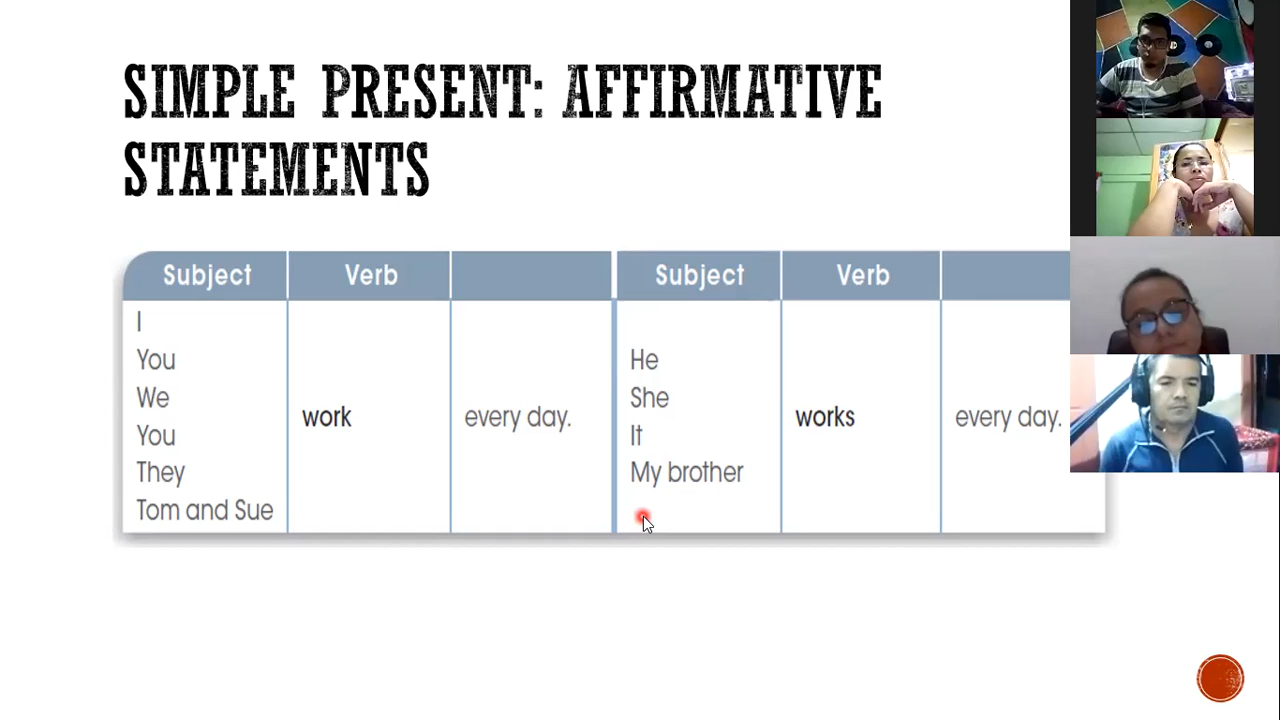 SIMPLE PRESENT: AFFIRMATIVE
STATEMENTS
Subject Verb Subject Verb
I
You
We
You
They
Tom and Sue
work
every day.
He
She
It
My brother
works
every day.